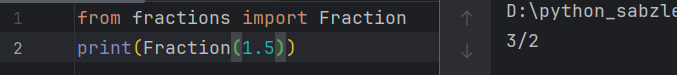 1 from fractions import Fraction
2 print(Fraction(1.5))
D:\python_sabzle
3/2